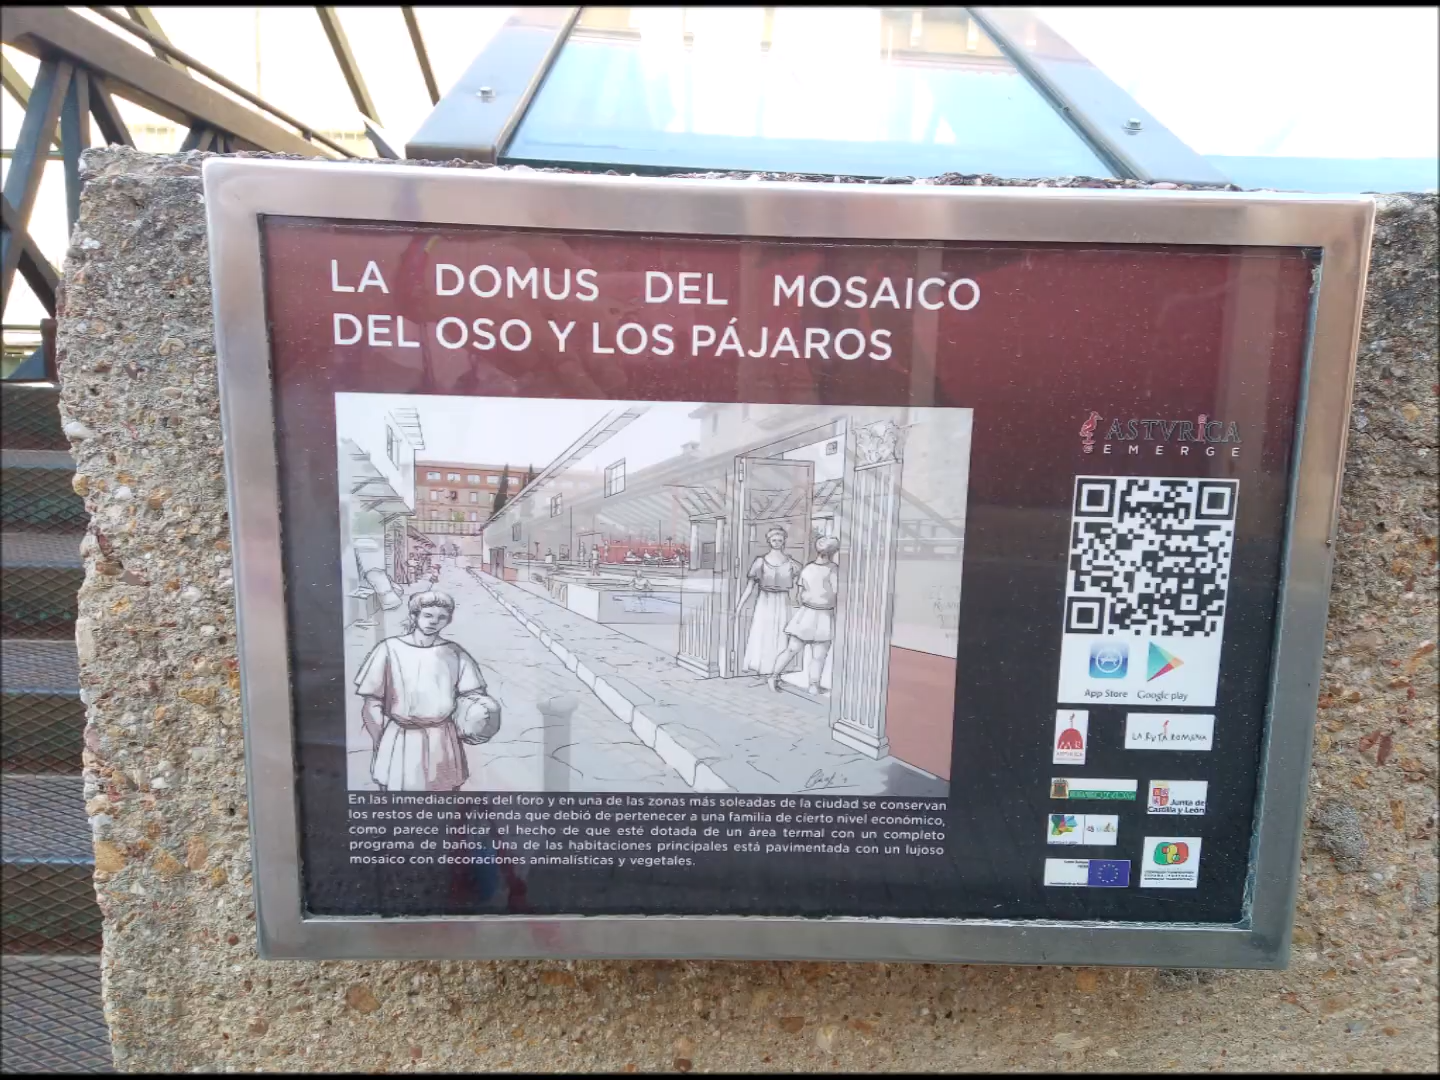 LA DOMUS DEL MOSAICO
DEL OSO Y LOS PÁJAROS
ASTVRICA
EMERGE
App Store Google play
LA RUTA ROMANA
Junta de
Castilla y León
En las inmediaciones del foro y en una de las zonas más soleadas de la ciudad se conservan
los restos de una vivienda que debió de pertenecer a una familia de cierto nivel económico,
como parece indicar el hecho de que esté dotada de un área termal con un completo
programa de baños. Una de las habitaciones principales está pavimentada con un lujoso
mosaico con decoraciones animalísticas y vegetales.